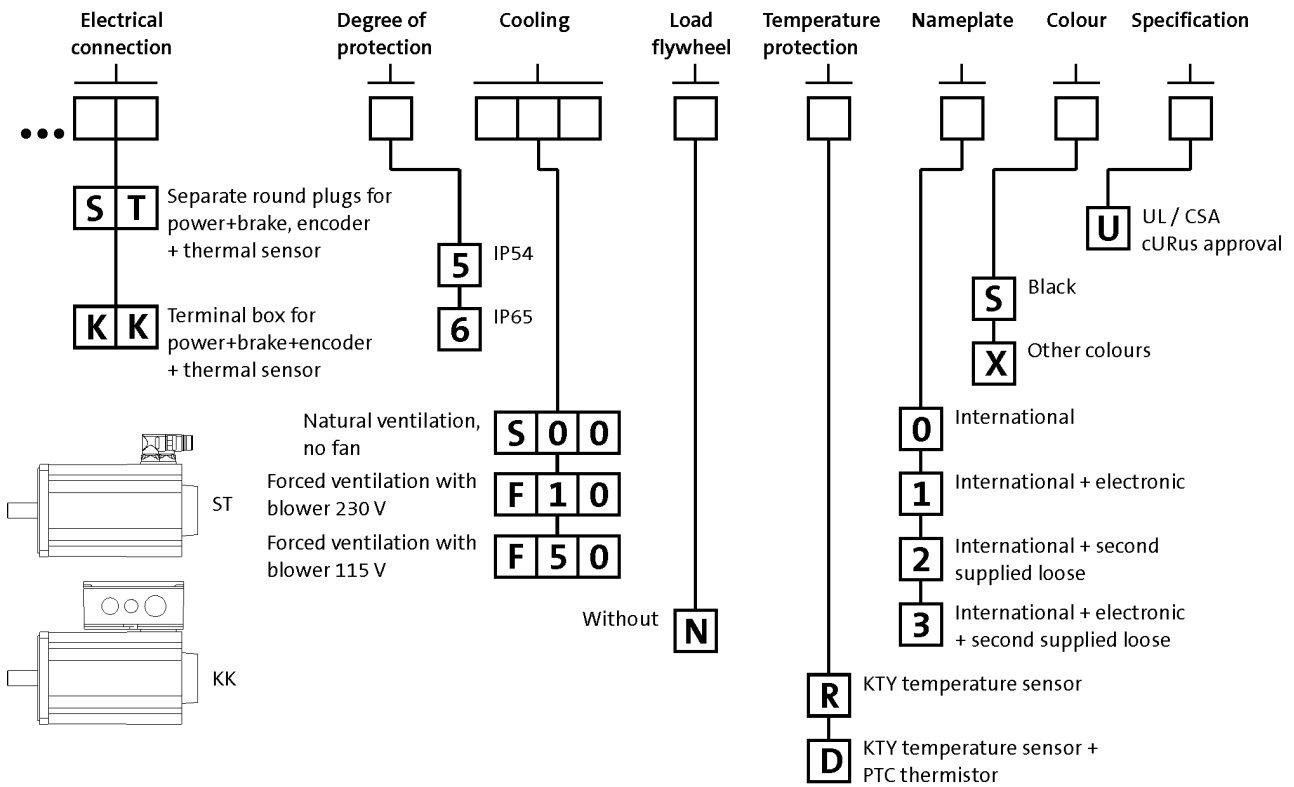 Electrical
connection
Degree of
protection
Cooling
Load
flywheel
Temperature
protection
Nameplate
Colour
Specification
S T
Separate round plugs for
power+brake, encoder
+ thermal sensor
K K
Terminal box for
power+brake+encoder
+ thermal sensor
5
IP54
6
IP65
U
UL / CSA
cURus approval
S
Black
X
Other colours
Natural ventilation,
no fan
S 0 0
Forced ventilation with
blower 230 V
F 1 0
Forced ventilation with
blower 115 V
F 5 0
0
International
1
International + electronic
2
International + second
supplied loose
3
International + electronic
+ second supplied loose
ST
KK
Without
N
R
KTY temperature sensor
D
KTY temperature sensor +
PTC thermistor